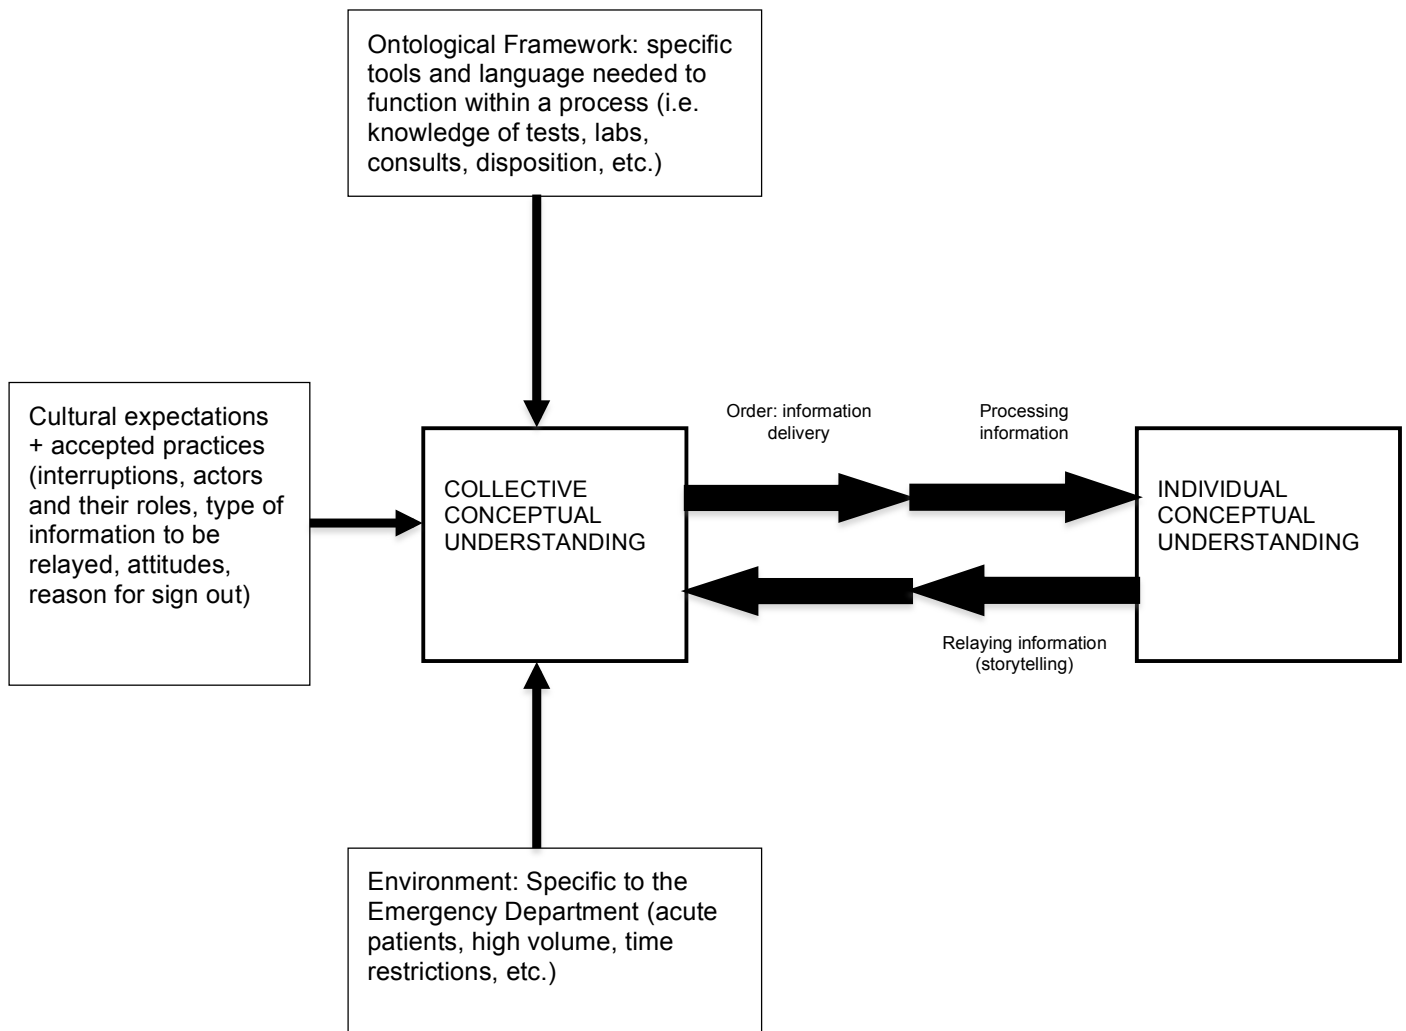 Ontological Framework: specific
tools and language needed to
function within a process (i.e.
knowledge of tests, labs,
consults, disposition, etc.)
Cultural expectations
+ accepted practices
(interruptions, actors
and their roles, type of
information to be
relayed, attitudes,
reason for sign out)
COLLECTIVE
CONCEPTUAL
UNDERSTANDING
Order: information
delivery
Processing
information
INDIVIDUAL
CONCEPTUAL
UNDERSTANDING
Relaying information
(storytelling)
Environment: Specific to the
Emergency Department (acute
patients, high volume, time
restrictions, etc.)